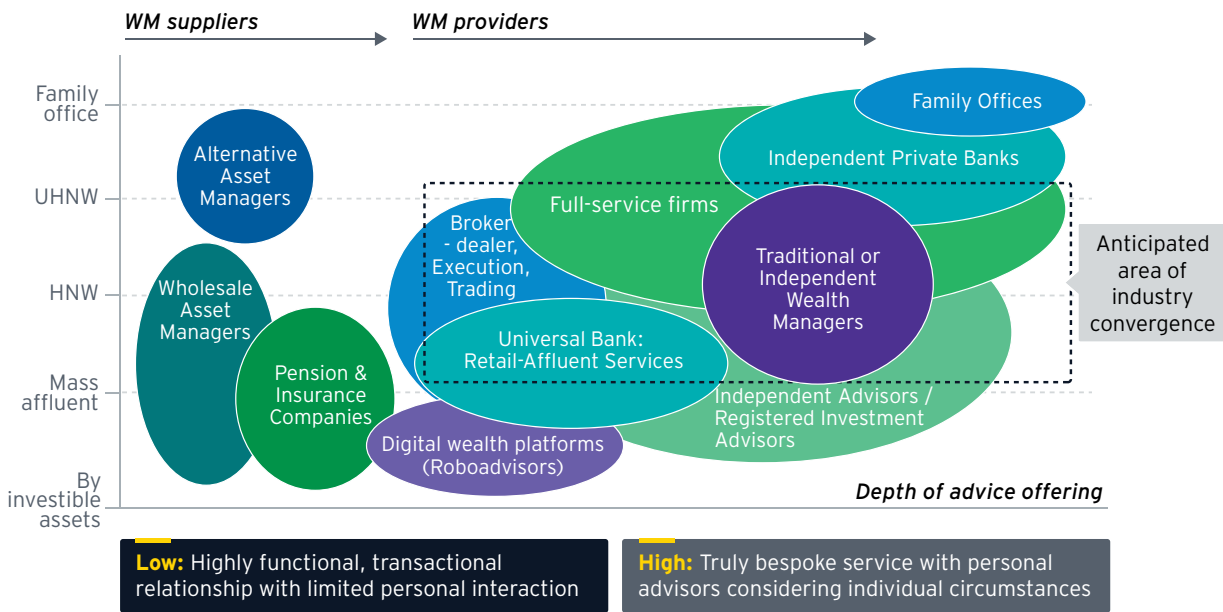 WM suppliers
WM providers
Family
office
UHNW
HNW
Mass
affluent
By
investible
assets
Alternative
Asset
Managers
Wholesale
Asset
Managers
Pension &
Insurance
Companies
Broker
- dealer,
Execution,
Trading
Full-service firms
Family Offices
Independent Private Banks
Traditional or
Independent
Wealth
Managers
Universal Bank:
Retail-Affluent Services
Independent Advisors /
Registered Investment
Advisors
Digital wealth platforms
(Roboadvisors)
Anticipated
area of
industry
convergence
Depth of advice offering
Low: Highly functional, transactional
relationship with limited personal interaction
High: Truly bespoke service with personal
advisors considering individual circumstances